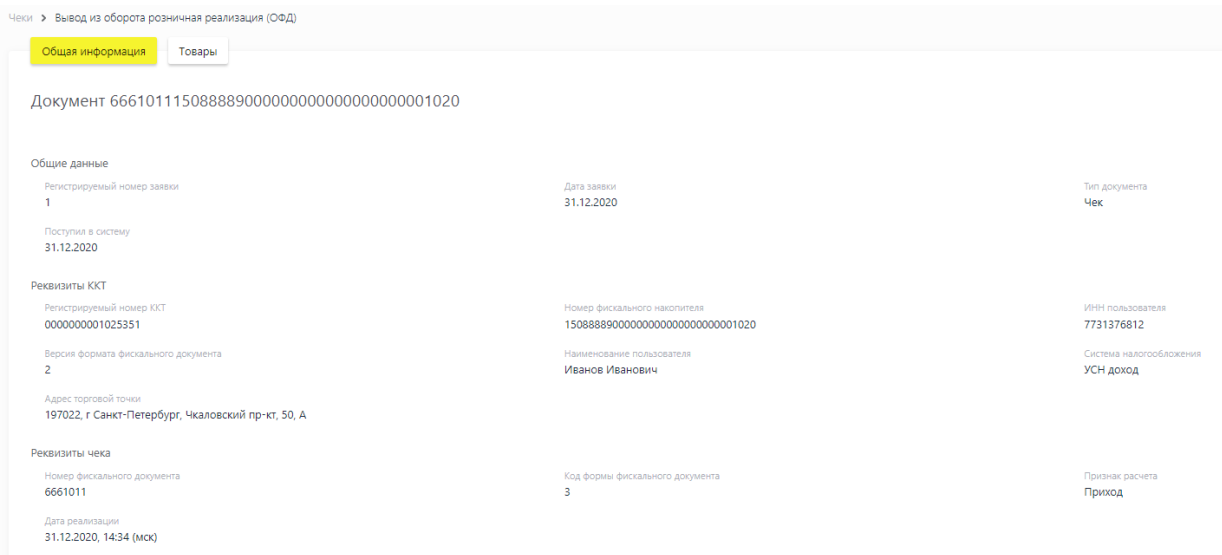 Чеки > Вывод из оборота розничная реализация (ОФД)
Общая информация Товары
Документ 6661011150888890000000000000000000001020
Общие данные
Регистрируемый номер заявки Дата заявки Тип документа
1 31.12.2020 Чек
Поступил в систему
31.12.2020
Реквизиты ККТ
Регистрируемый номер ККТ Номер фискального накопителя ИНН пользователя
0000000001025351 150888890000000000000000000001020 7731376812
Версия формата фискального документа Наименование пользователя Система налогообложения
2 Иванов Иванович УСН доход
Адрес торговой точки
197022, г Санкт-Петербург, Чкаловский пр-кт, 50, А
Реквизиты чека
Номер фискального документа Код формы фискального документа Признак расчета
6661011 3 Приход
Дата реализации
31.12.2020, 14:34 (мск)